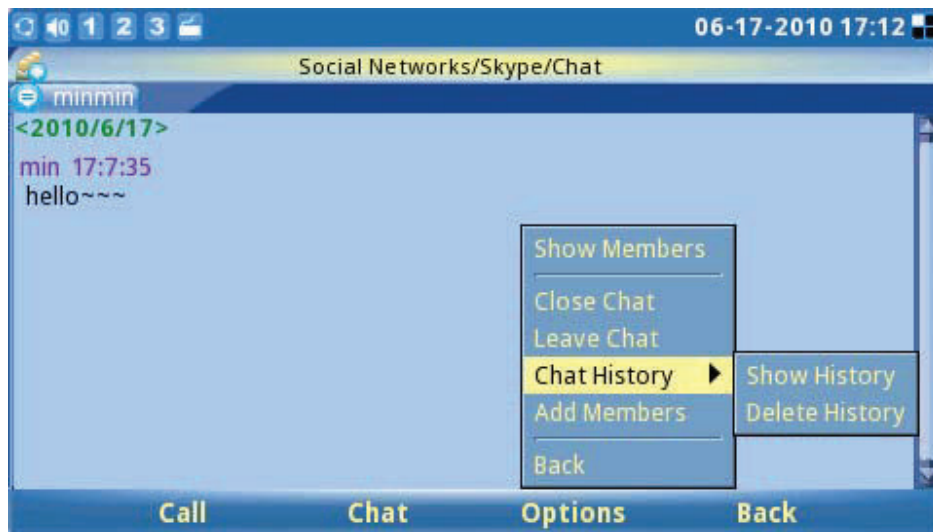 1 2 3 06-17-2010 17:12
Social Networks/Skype/Chat
minmin
<2010/6/17>
min 17:7:35
hello~~~
Show Members
Close Chat
Leave Chat
Chat History
Show History
Delete History
Add Members
Back
Call Chat Options Back